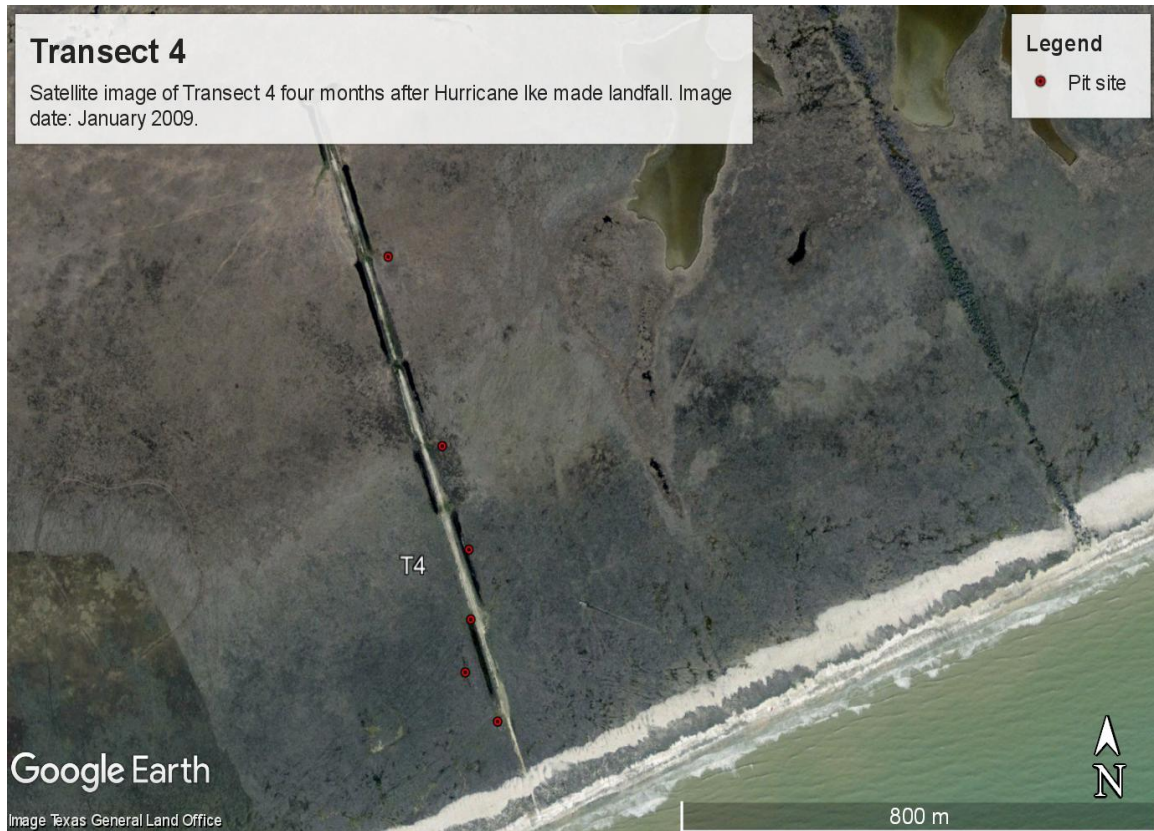 Transect 4
Satellite image of Transect 4 four months after Hurricane Ike made landfall. Image
date: January 2009.
Legend
Pit site
T4
Google Earth
Image Texas General Land Office
800 m
N